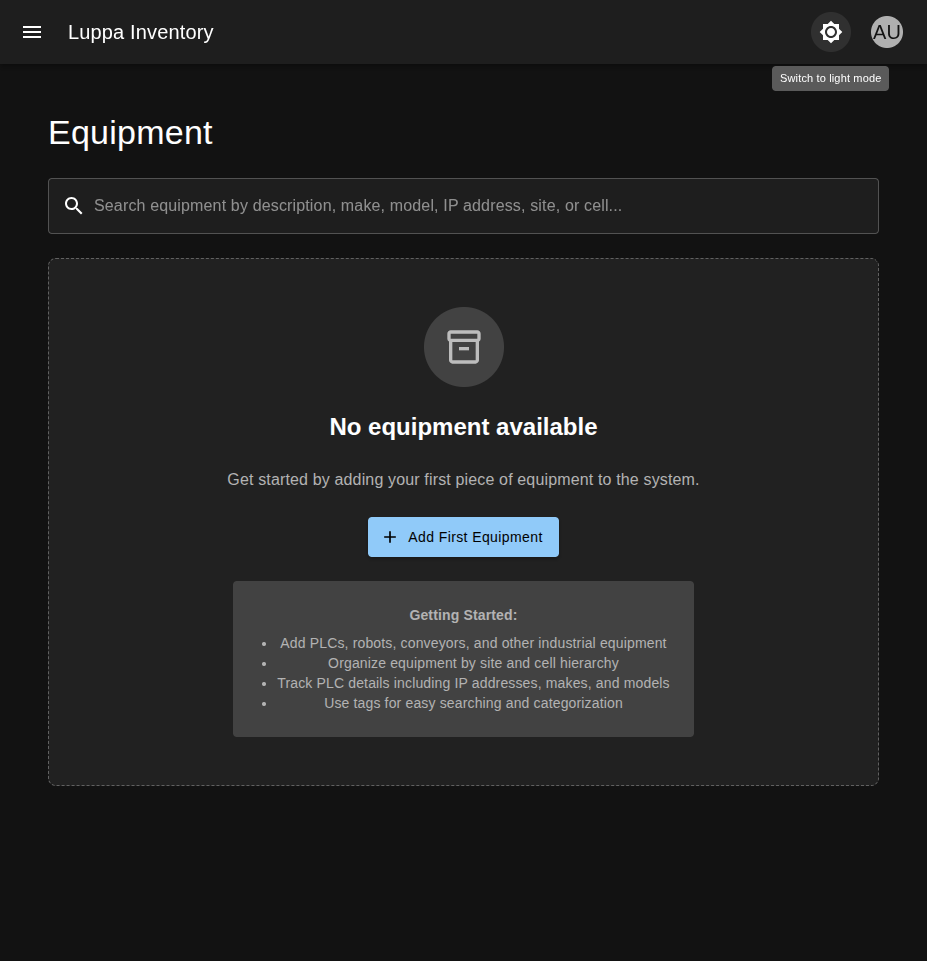 Luppa Inventory
AU
Switch to light mode
Equipment
Search equipment by description, make, model, IP address, site, or cell...
No equipment available
Get started by adding your first piece of equipment to the system.
Add First Equipment
Getting Started:
• Add PLCs, robots, conveyors, and other industrial equipment
• Organize equipment by site and cell hierarchy
• Track PLC details including IP addresses, makes, and models
• Use tags for easy searching and categorization